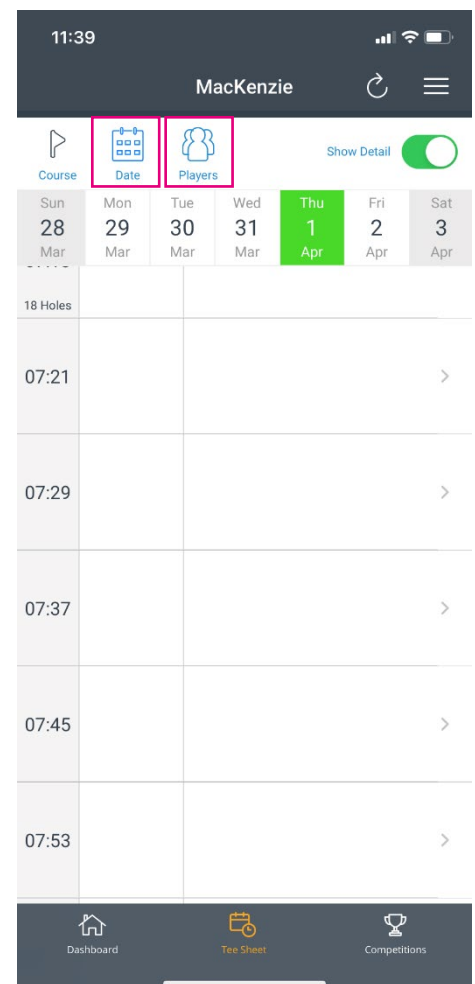 11:39
MacKenzie
Course Date Players Show Detail
Sun Mon Tue Wed Thu Fri Sat
28 29 30 31 1 2 3
Mar Mar Mar Mar Apr Apr Apr
18 Holes
07:21
07:29
07:37
07:45
07:53
Dashboard Tee Sheet Competitions